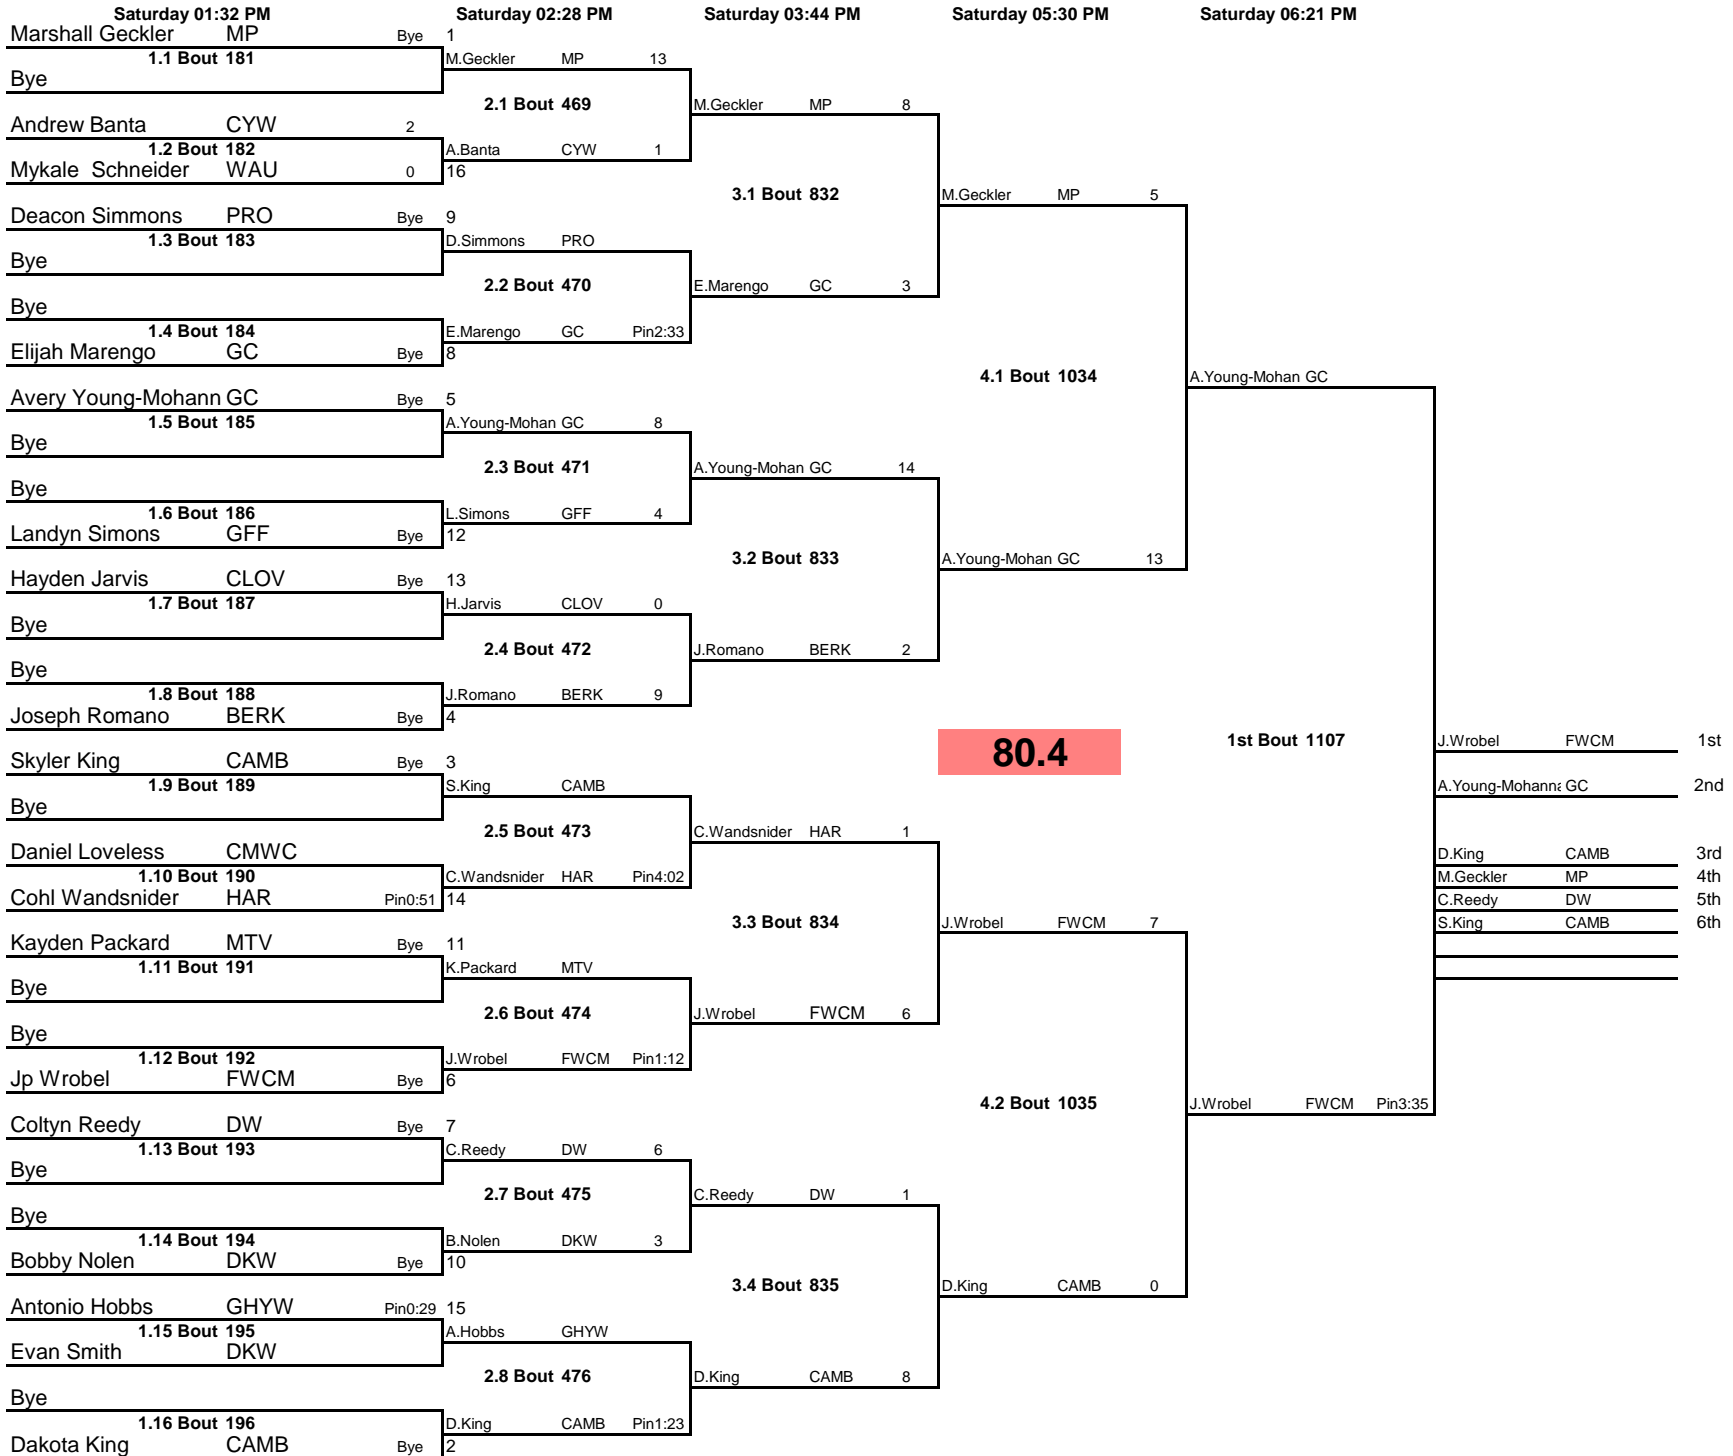 Saturday 01:32 PM Saturday 02:28 PM Saturday 03:44 PM Saturday 05:30 PM Saturday 06:21 PM
Marshall Geckler MP Bye 1
1.1 Bout 181 M.Geckler MP 13
Bye
2.1 Bout 469 M.Geckler MP 8
Andrew Banta CYW 2
1.2 Bout 182 A.Banta CYW 1
Mykale Schneider WAU 0 16
3.1 Bout 832 M.Geckler MP 5
Deacon Simmons PRO Bye 9
1.3 Bout 183 D.Simmons PRO
Bye
2.2 Bout 470 E.Marengo GC 3
Bye
1.4 Bout 184 E.Marengo GC Pin2:33
Elijah Marengo GC Bye 8
4.1 Bout 1034 A.Young-Mohan GC
Avery Young-Mohann GC Bye 5
1.5 Bout 185 A.Young-Mohan GC 8
Bye
2.3 Bout 471 A.Young-Mohan GC 14
Bye
1.6 Bout 186 L.Simons GFF 4
Landyn Simons GFF Bye 12
3.2 Bout 833 A.Young-Mohan GC 13
Hayden Jarvis CLOV Bye 13
1.7 Bout 187 H.Jarvis CLOV 0
Bye
2.4 Bout 472 J.Romano BERK 2
Bye
1.8 Bout 188 J.Romano BERK 9
Joseph Romano BERK Bye 4
80.4 1st Bout 1107 J.Wrobel FWCM 1st
Skyler King CAMB Bye 3
1.9 Bout 189 S.King CAMB A.Young-Mohanna GC 2nd
Bye
2.5 Bout 473 C.Wandsnider HAR 1
Daniel Loveless CMWC D.King CAMB 3rd
1.10 Bout 190 C.Wandsnider HAR Pin4:02 M.Geckler MP 4th
Cohl Wandsnider HAR Pin0:51 14 C.Reedy DW 5th
3.3 Bout 834 J.Wrobel FWCM 7 S.King CAMB 6th
Kayden Packard MTV Bye 11
1.11 Bout 191 K.Packard MTV
Bye
2.6 Bout 474 J.Wrobel FWCM 6
Bye
1.12 Bout 192 J.Wrobel FWCM Pin1:12
Jp Wrobel FWCM Bye 6
4.2 Bout 1035 J.Wrobel FWCM Pin3:35
Coltyn Reedy DW Bye 7
1.13 Bout 193 C.Reedy DW 6
Bye
2.7 Bout 475 C.Reedy DW 1
Bye
1.14 Bout 194 B.Nolen DKW 3
Bobby Nolen DKW Bye 10
3.4 Bout 835 D.King CAMB 0
Antonio Hobbs GHYW Pin0:29 15
1.15 Bout 195 A.Hobbs GHYW
Evan Smith DKW
2.8 Bout 476 D.King CAMB 8
Bye
1.16 Bout 196 D.King CAMB Pin1:23
Dakota King CAMB Bye 2